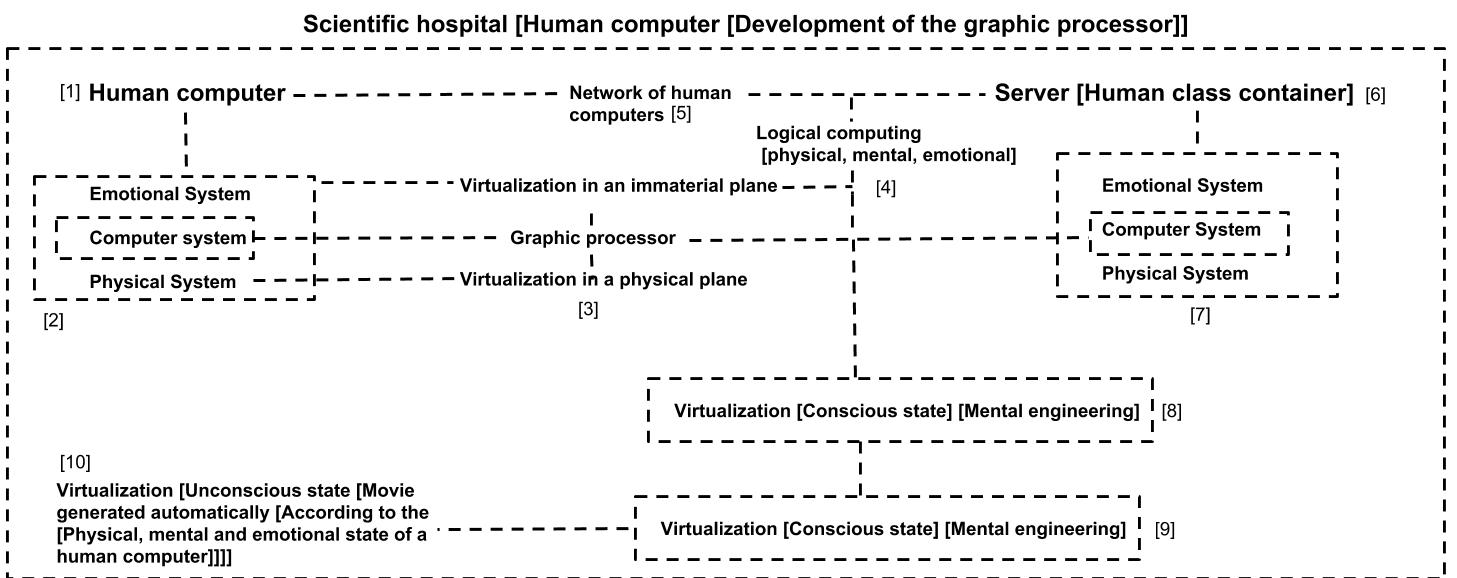 Scientific hospital [Human computer [Development of the graphic processor]]
[1] Human computer
Network of human
computers [5]
Server [Human class container] [6]
Logical computing
[physical, mental, emotional]
[4]
Emotional System
Computer system
Physical System
[2]
Virtualization in an immaterial plane
Graphic processor
Virtualization in a physical plane
[3]
Emotional System
Computer System
Physical System
[7]
Virtualization [Conscious state] [Mental engineering] [8]
Virtualization [Conscious state] [Mental engineering] [9]
[10]
Virtualization [Unconscious state [Movie
generated automatically [According to the
[Physical, mental and emotional state of a
human computer]]]]